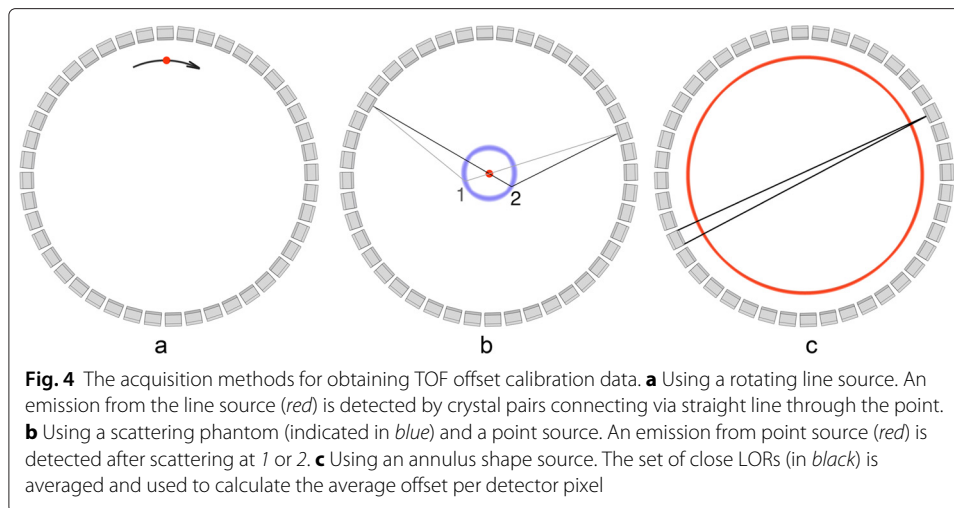 1
2
a
b
c
Fig. 4 The acquisition methods for obtaining TOF offset calibration data. a Using a rotating line source. An
emission from the line source (red) is detected by crystal pairs connecting via straight line through the point.
b Using a scattering phantom (indicated in blue) and a point source. An emission from point source (red) is
detected after scattering at 1 or 2. c Using an annulus shape source. The set of close LORs (in black) is
averaged and used to calculate the average offset per detector pixel